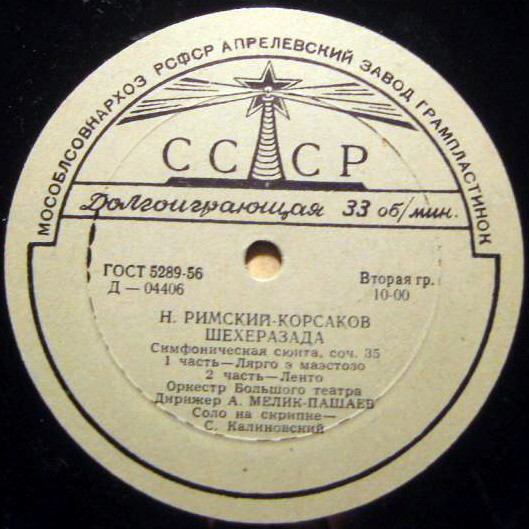 МОСОБЛСОВНАРХОЗ РСФСР АПРЕЛЕВСКИЙ ЗАВОД ГРАМПЛАСТИНОК
СССР
Долгоиграющая 33 об/мин.
ГОСТ 5289-56
Д — 04406
Вторая гр.
10-00
Н. РИМСКИЙ-КОРСАКОВ
ШЕХЕРАЗАДА
Симфоническая сюита, соч. 35
1 часть—Лярго э маэстозо
2 часть—Ленто
Оркестр Большого театра
Дирижер А. МЕЛИК-ПАШАЕВ
Соло на скрипке—
С. Калиновский